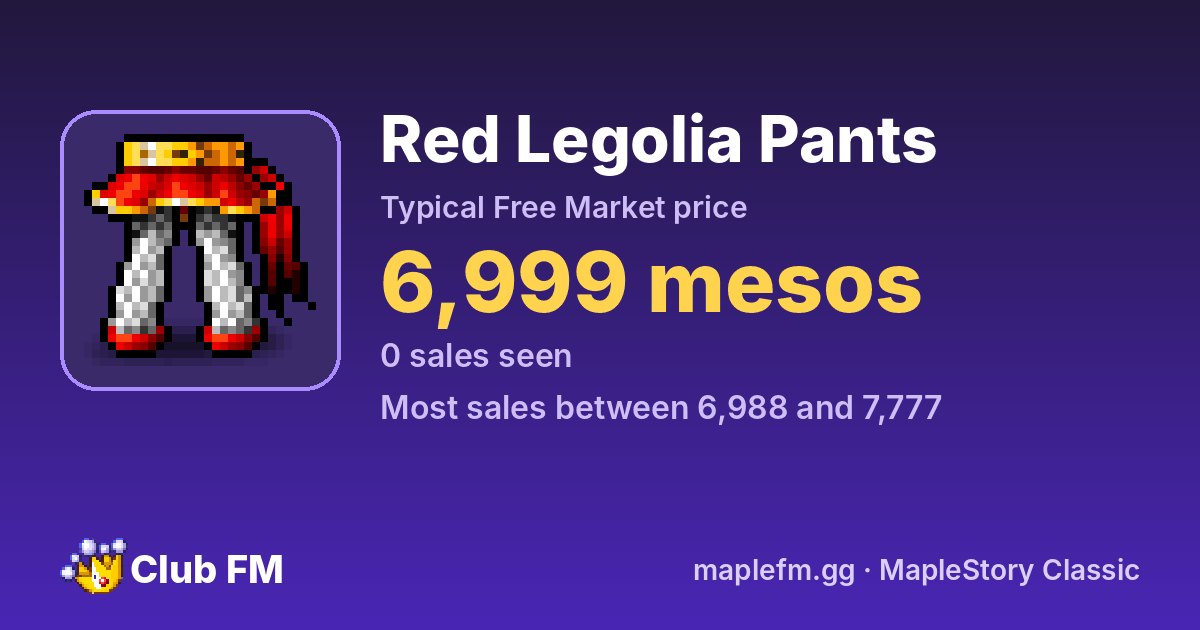 Red Legolia Pants
Typical Free Market price
6,999 mesos
0 sales seen
Most sales between 6,988 and 7,777
Club FM
maplefm.gg · MapleStory Classic